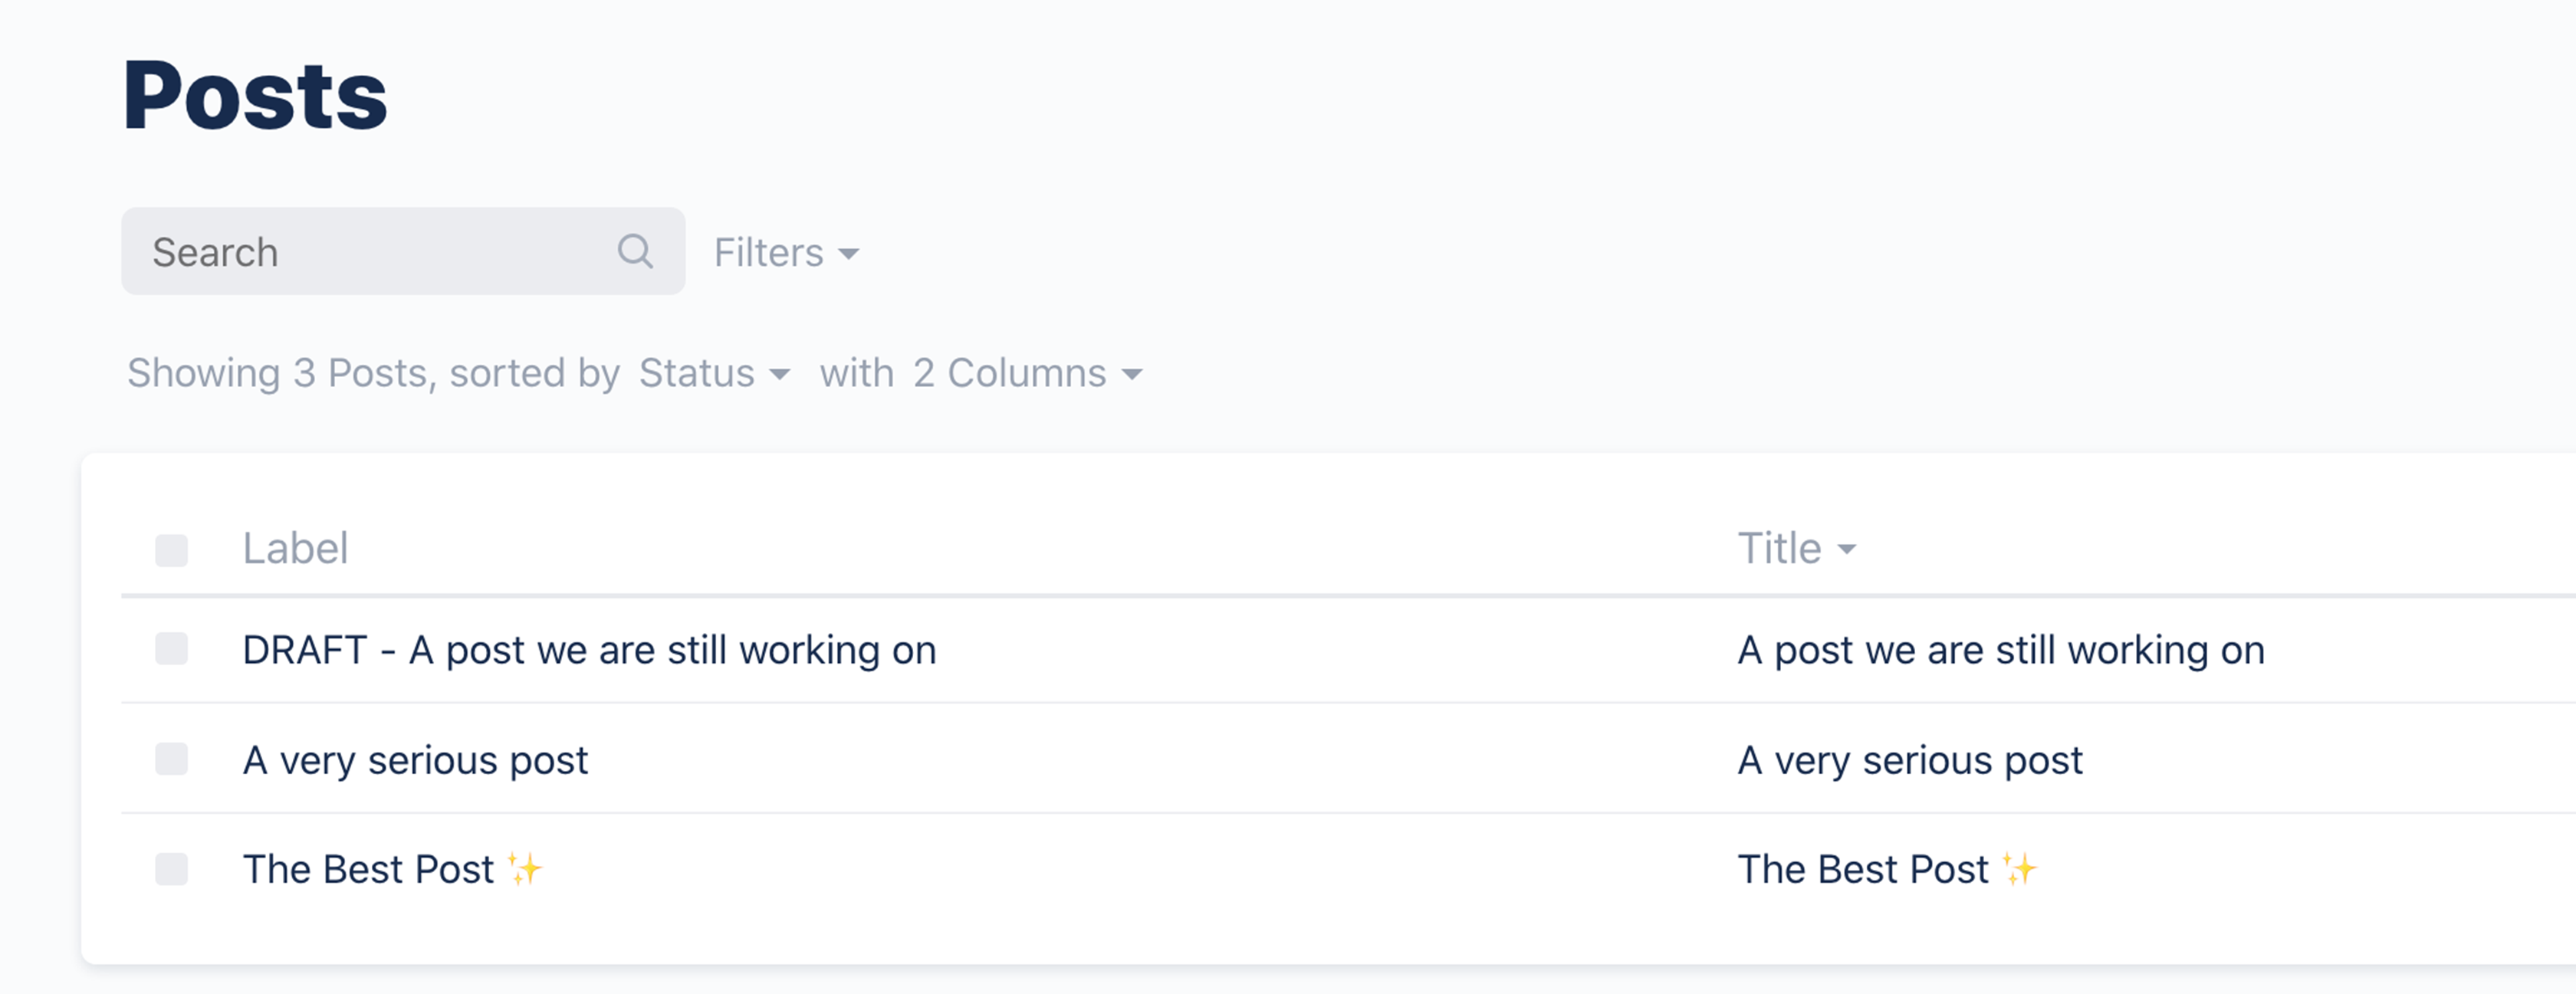 Posts
Search Filters
Showing 3 Posts, sorted by Status with 2 Columns
Label Title
DRAFT - A post we are still working on A post we are still working on
A very serious post A very serious post
The Best Post ✨ The Best Post ✨